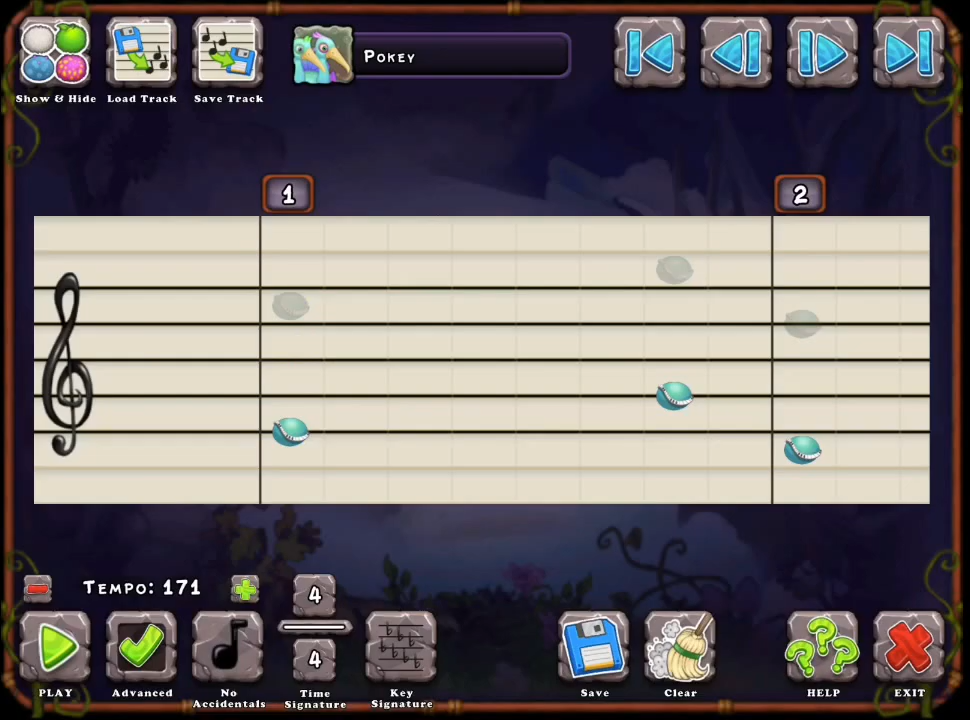 Show & Hide
Load Track
Save Track
Pokey
1
2
Tempo: 171
4
4
PLAY
Advanced
No
Accidentals
Time
Signature
Key
Signature
Save
Clear
HELP
EXIT